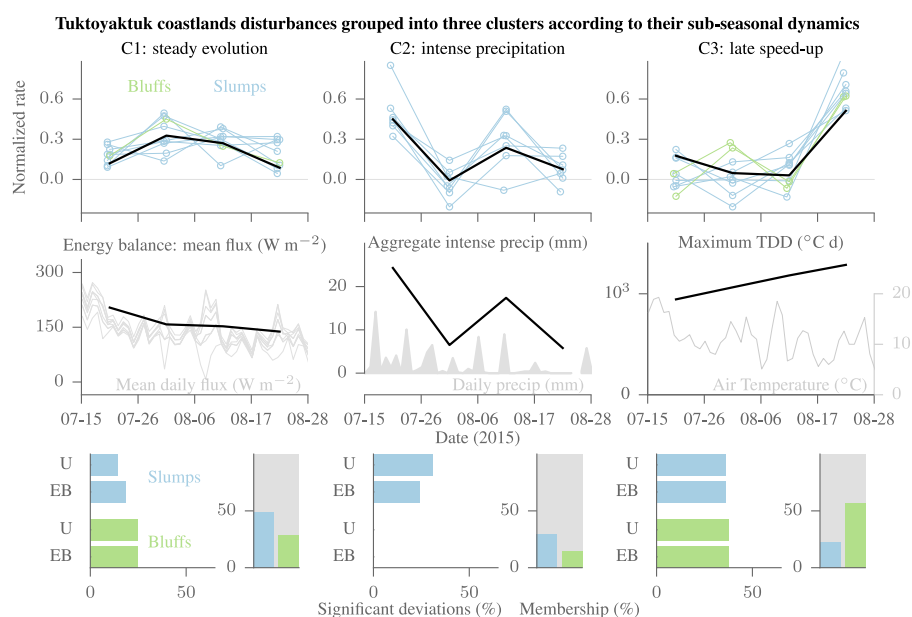 Tuktoyaktuk coastlands disturbances grouped into three clusters according to their sub-seasonal dynamics
C1: steady evolution
C2: intense precipitation
C3: late speed-up
Normalized rate
0.6
0.3
0.0
Bluffs
Slumps
0.6
0.3
0.0
0.6
0.3
0.0
Energy balance: mean flux (W m⁻²)
Aggregate intense precip (mm)
Maximum TDD (°C d)
300
150
0
Mean daily flux (W m⁻²)
20
10
0
Daily precip (mm)
10³
0
20
10
0
Air Temperature (°C)
07-15 07-26 08-06 08-17 08-28
07-26 08-06 08-17 08-28
07-15 07-26 08-06 08-17 08-28
Date (2015)
U
EB
Slumps
U
EB
Bluffs
50
0
U
EB
U
EB
50
0
U
EB
U
EB
50
0
0 50
0 50
0 50
Significant deviations (%)
Membership (%)